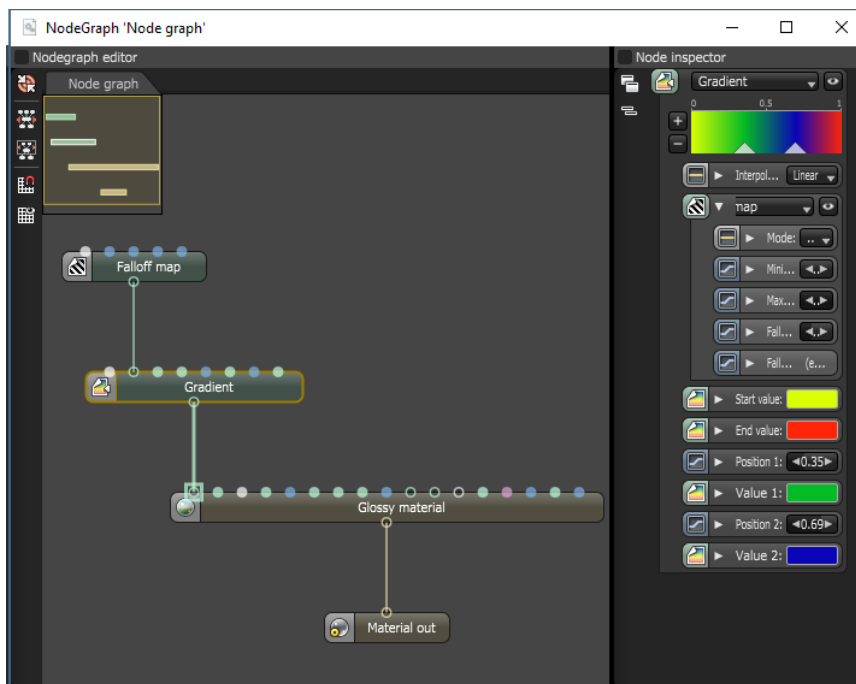 NodeGraph 'Node graph'
Nodegraph editor
Node graph
Falloff map
Gradient
Glossy material
Material out
Node inspector
Gradient
0 0.5 1
Interpol... Linear
map
Mode: ..
Mini... ..
Max... ..
Fall... ..
Fall... (e...
Start value:
End value:
Position 1: 0.35
Value 1:
Position 2: 0.69
Value 2: